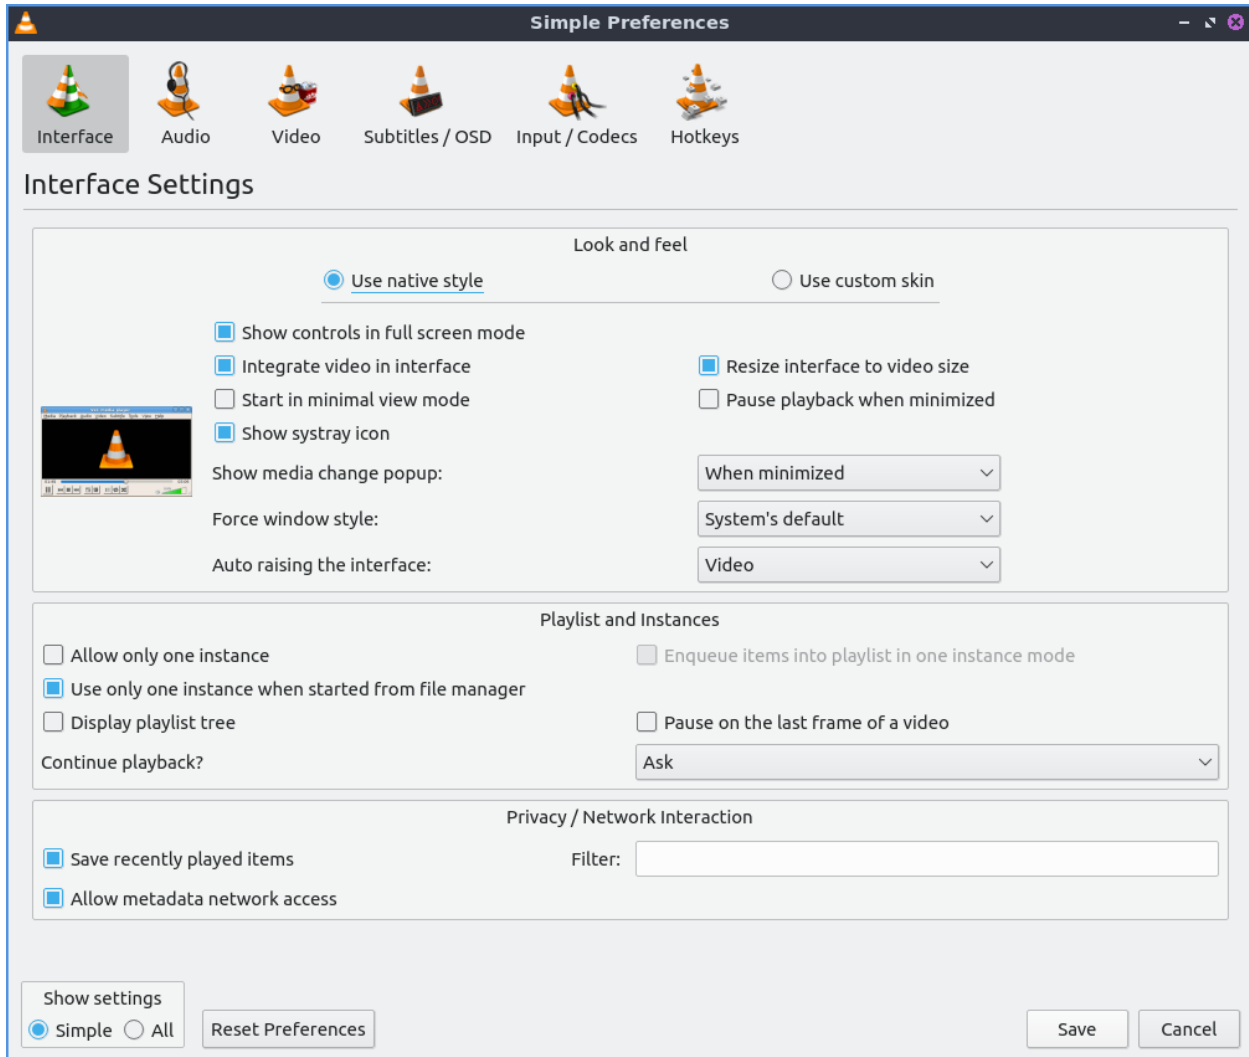 Simple Preferences
Interface Audio Video Subtitles / OSD Input / Codecs Hotkeys
Interface Settings
Look and feel
Use native style Use custom skin
Show controls in full screen mode
Integrate video in interface Resize interface to video size
Start in minimal view mode Pause playback when minimized
Show systray icon
Show media change popup: When minimized
Force window style: System's default
Auto raising the interface: Video
Playlist and Instances
Allow only one instance Enqueue items into playlist in one instance mode
Use only one instance when started from file manager
Display playlist tree Pause on the last frame of a video
Continue playback? Ask
Privacy / Network Interaction
Save recently played items Filter:
Allow metadata network access
Show settings
Simple All Reset Preferences Save Cancel